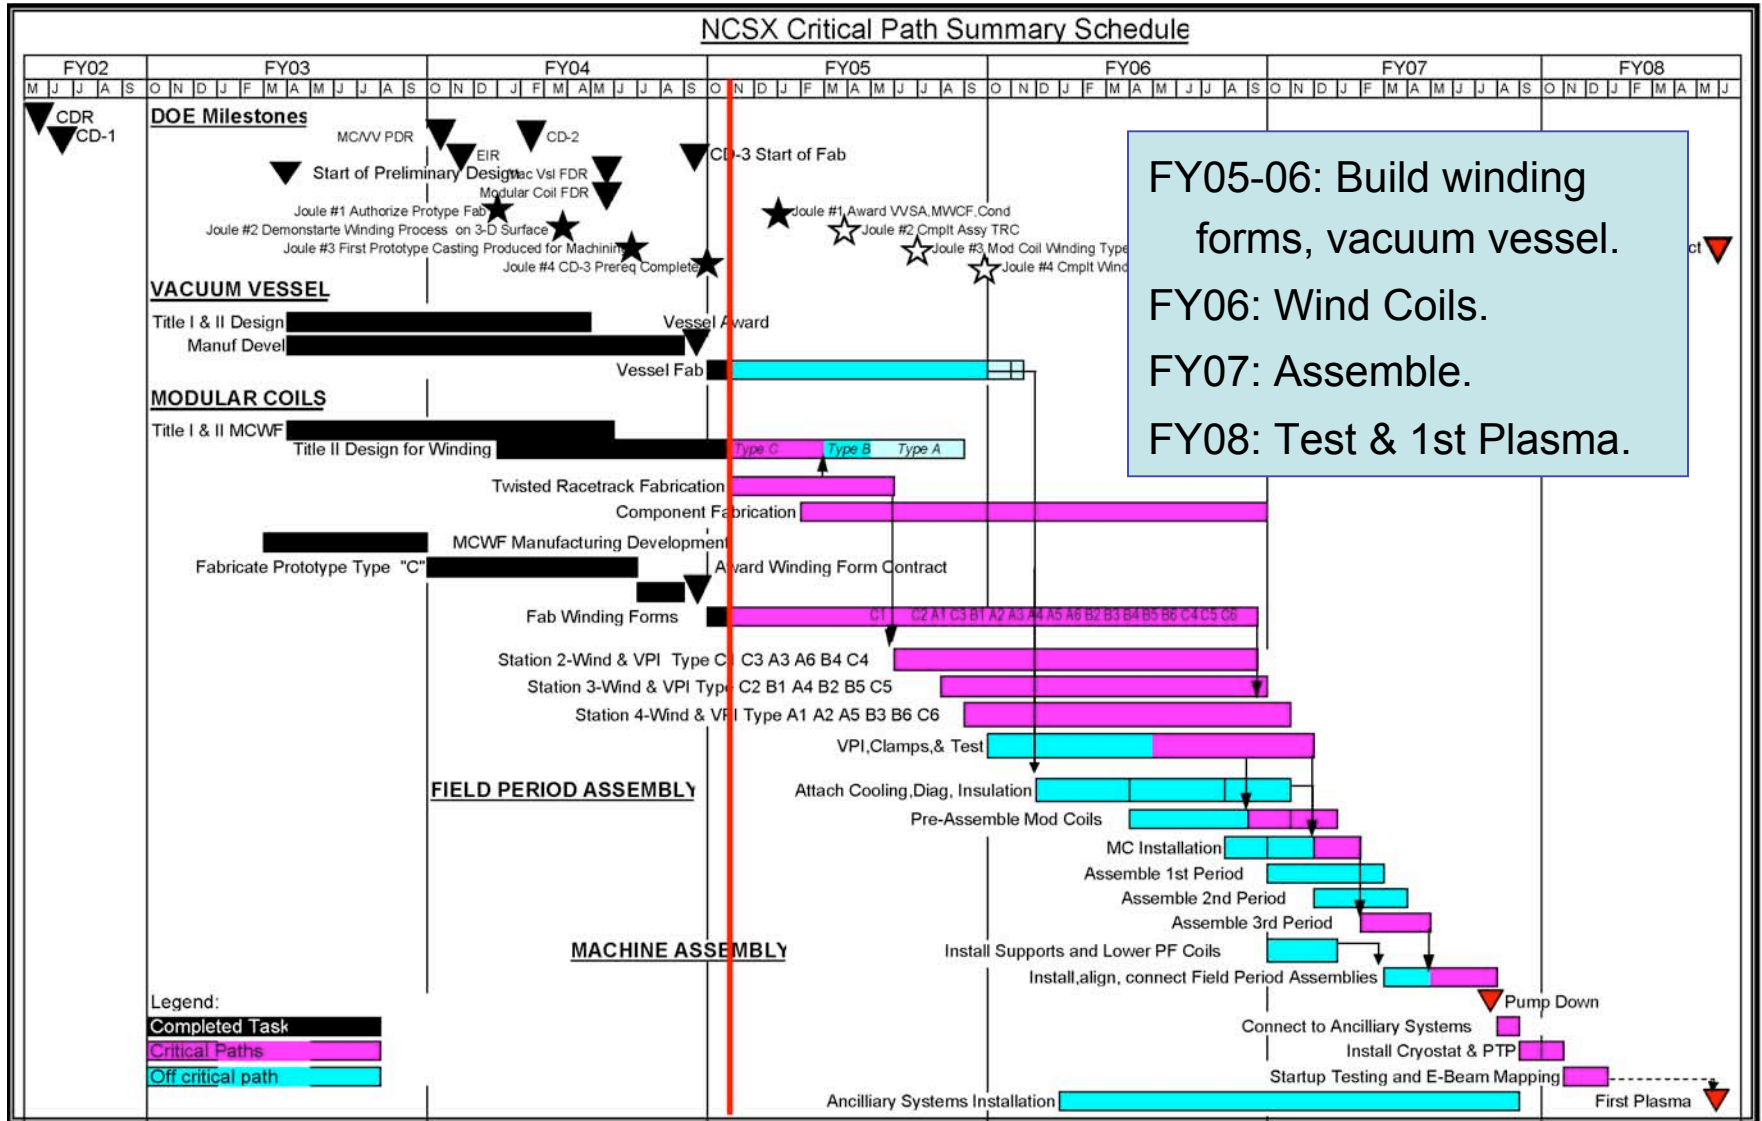 NCSX Critical Path Summary Schedule
FY02 FY03 FY04 FY05 FY06 FY07 FY08
M J J A S O N D J F M A M J J A S O N D J F M A M J J A S O N D J F M A M J J A S O N D J F M A M J J A S O N D J F M A M J J A S O N D J F M A M J
CDR
CD-1
DOE Milestones
MC/VV PDR
CD-2
EIR
CD-3 Start of Fab
Start of Preliminary Design
Vac Vsl FDR
Modular Coil FDR
Joule #1 Authorize Protype Fab
Joule #2 Demonstarte Winding Process on 3-D Surface
Joule #3 First Prototype Casting Produced for Machining
Joule #4 CD-3 Prereq Complete
Joule #1 Award VVSA,MWCF,Cond
Joule #2 Cmplt Assy TRC
Joule #3 Mod Coil Winding Type
Joule #4 Cmplt Wind
ct
FY05-06: Build winding
forms, vacuum vessel.
FY06: Wind Coils.
FY07: Assemble.
FY08: Test & 1st Plasma.
VACUUM VESSEL
Title I & II Design
Vessel Award
Manuf Devel
Vessel Fab
MODULAR COILS
Title I & II MCWF
Title II Design for Winding
Type C Type B Type A
Twisted Racetrack Fabrication
Component Fabrication
MCWF Manufacturing Development
Fabricate Prototype Type "C"
Award Winding Form Contract
Fab Winding Forms
C1 C2 A1 C3 B1 A2 A3 A4 A5 A6 B2 B3 B4 B5 B6 C4 C5 C6
Station 2-Wind & VPI Type C1 C3 A3 A6 B4 C4
Station 3-Wind & VPI Type C2 B1 A4 B2 B5 C5
Station 4-Wind & VPI Type A1 A2 A5 B3 B6 C6
VPI,Clamps,& Test
FIELD PERIOD ASSEMBLY
Attach Cooling,Diag, Insulation
Pre-Assemble Mod Coils
MC Installation
Assemble 1st Period
Assemble 2nd Period
Assemble 3rd Period
MACHINE ASSEMBLY
Install Supports and Lower PF Coils
Install,align, connect Field Period Assemblies
Pump Down
Connect to Ancilliary Systems
Install Cryostat & PTP
Startup Testing and E-Beam Mapping
Ancilliary Systems Installation
First Plasma
Legend:
Completed Task
Critical Paths
Off critical path